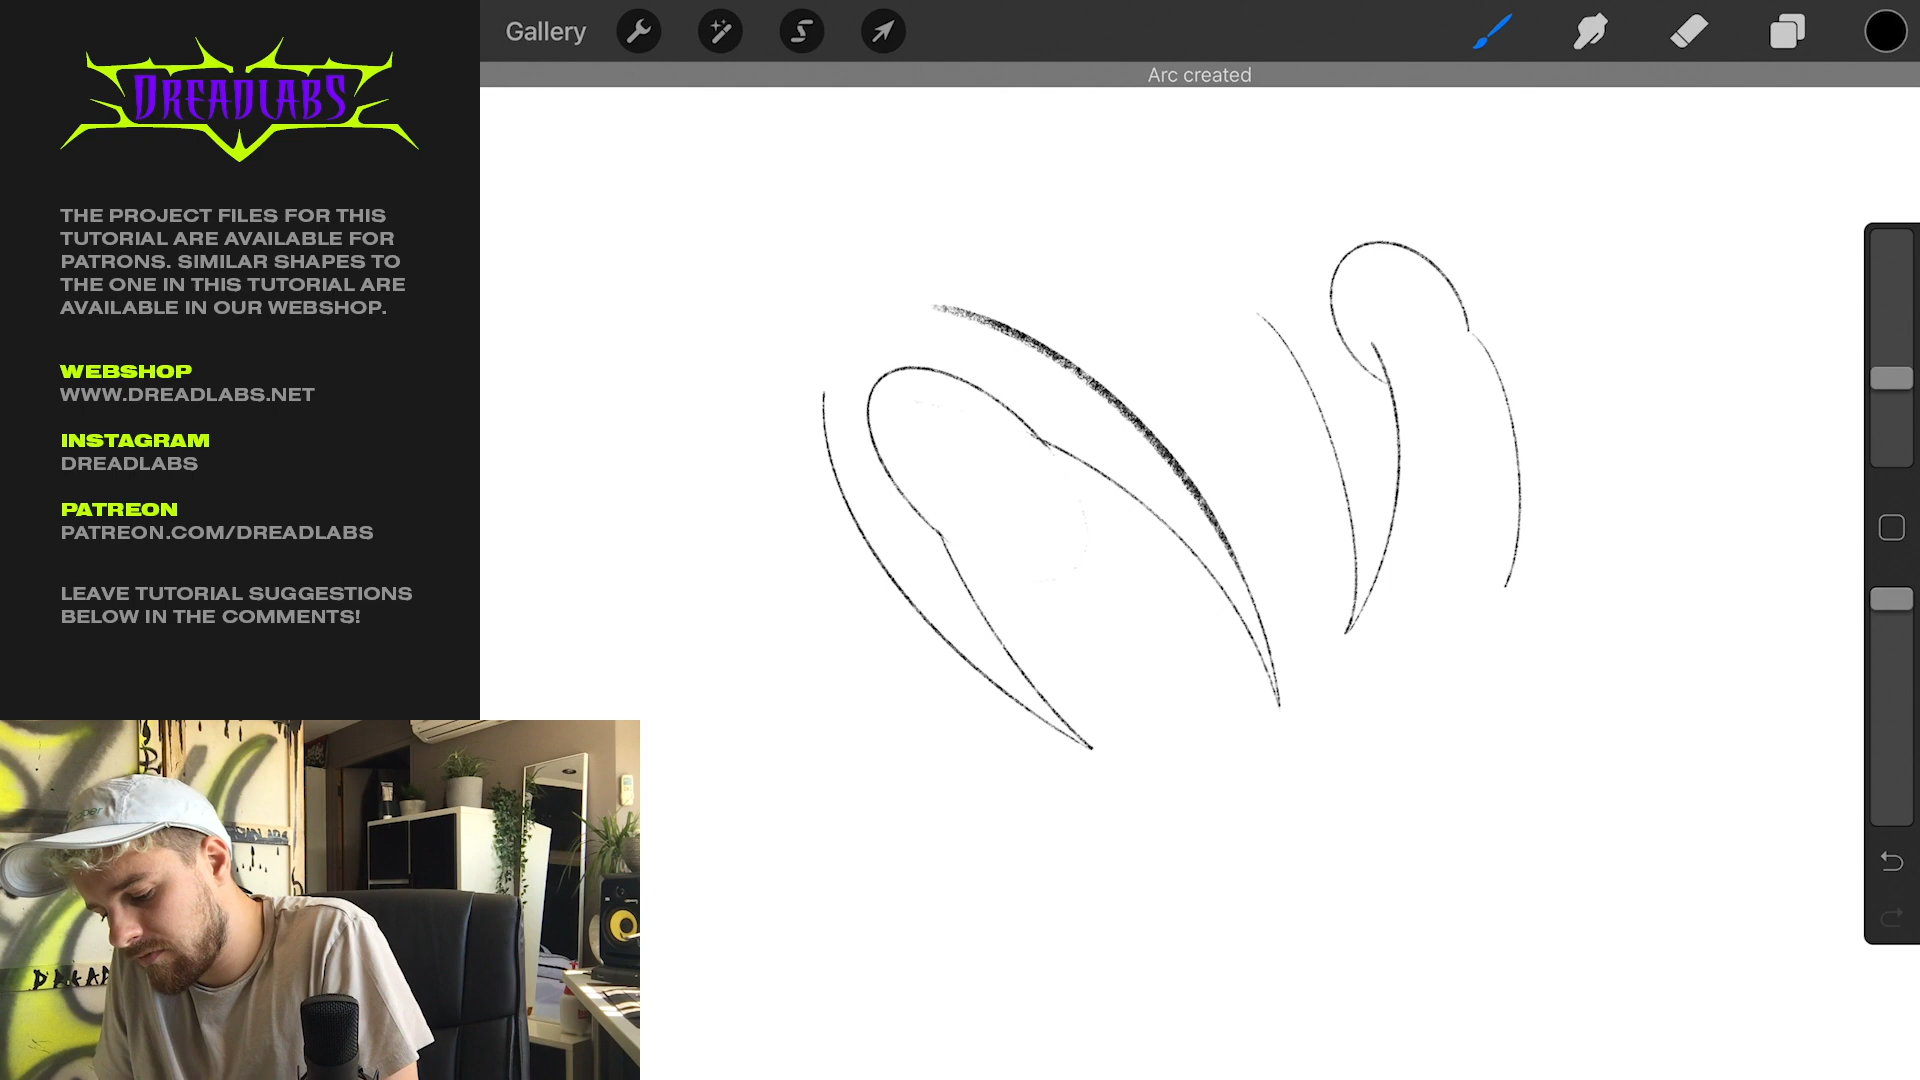 DREADLABS
THE PROJECT FILES FOR THIS
TUTORIAL ARE AVAILABLE FOR
PATRONS. SIMILAR SHAPES TO
THE ONE IN THIS TUTORIAL ARE
AVAILABLE IN OUR WEBSHOP.
WEBSHOP
WWW.DREADLABS.NET
INSTAGRAM
DREADLABS
PATREON
PATREON.COM/DREADLABS
LEAVE TUTORIAL SUGGESTIONS
BELOW IN THE COMMENTS!
Gallery
Arc created